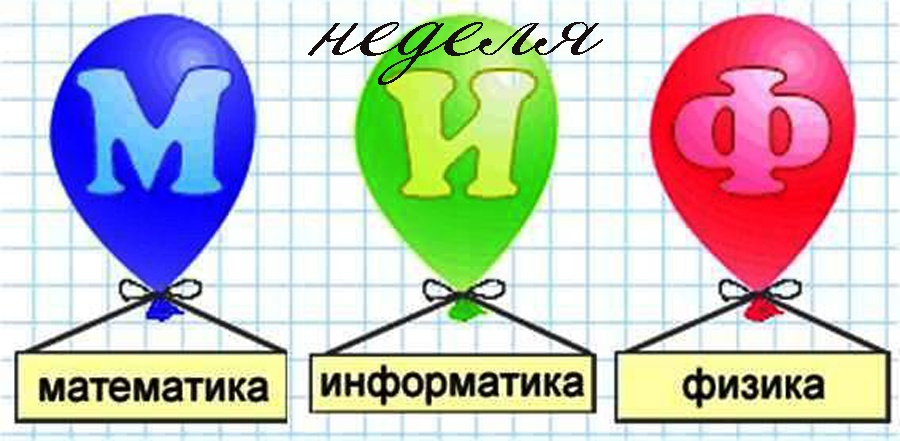 неделя
М И Ф
математика информатика физика